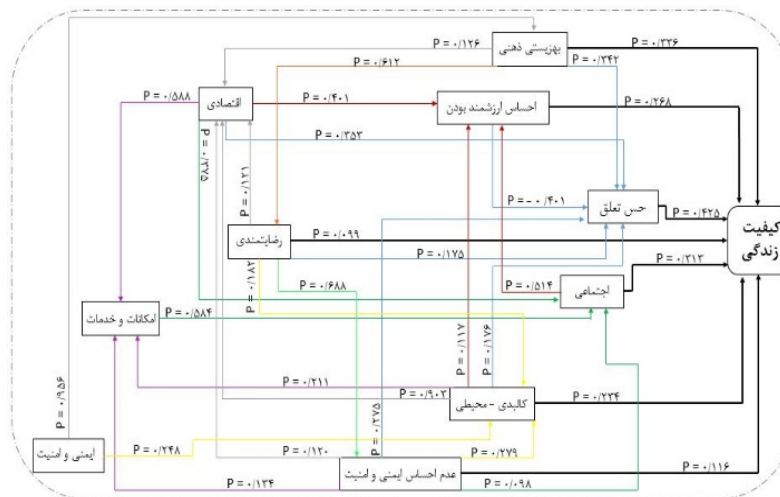 بهزیستی ذهنی
P = ۰/۱۲۶
P = ۰/۳۳۶
P = ۰/۶۱۲
P = ۰/۳۴۲
اقتصادی
P = ۰/۵۸۸
P = ۰/۴۰۱
احساس ارزشمند بودن
P = ۰/۲۶۸
P = ۰/۳۵۳
P = ۰/۱۲۱
P = - ۰/۴۰۱
حس تعلق
P = ۰/۴۲۵
کیفیت
زندگی
رضایتمندی
P = ۰/۰۹۹
P = ۰/۱۷۵
P = ۰/۱۸۲
P = ۰/۶۸۸
P = ۰/۳۱۳
اجتماعی
P = ۰/۵۱۴
امکانات و خدمات
P = ۰/۵۸۴
P = ۰/۱۱۷
P = ۰/۱۷۶
P = ۰/۲۱۱
P = ۰/۹۰۳
کالبدی - محیطی
P = ۰/۲۳۴
P = ۰/۹۵۶
P = ۰/۲۷۵
ایمنی و امنیت
P = ۰/۲۴۸
P = ۰/۱۲۰
P = ۰/۲۷۹
عدم احساس ایمنی و امنیت
P = ۰/۱۱۶
P = ۰/۱۳۴
P = ۰/۰۹۸